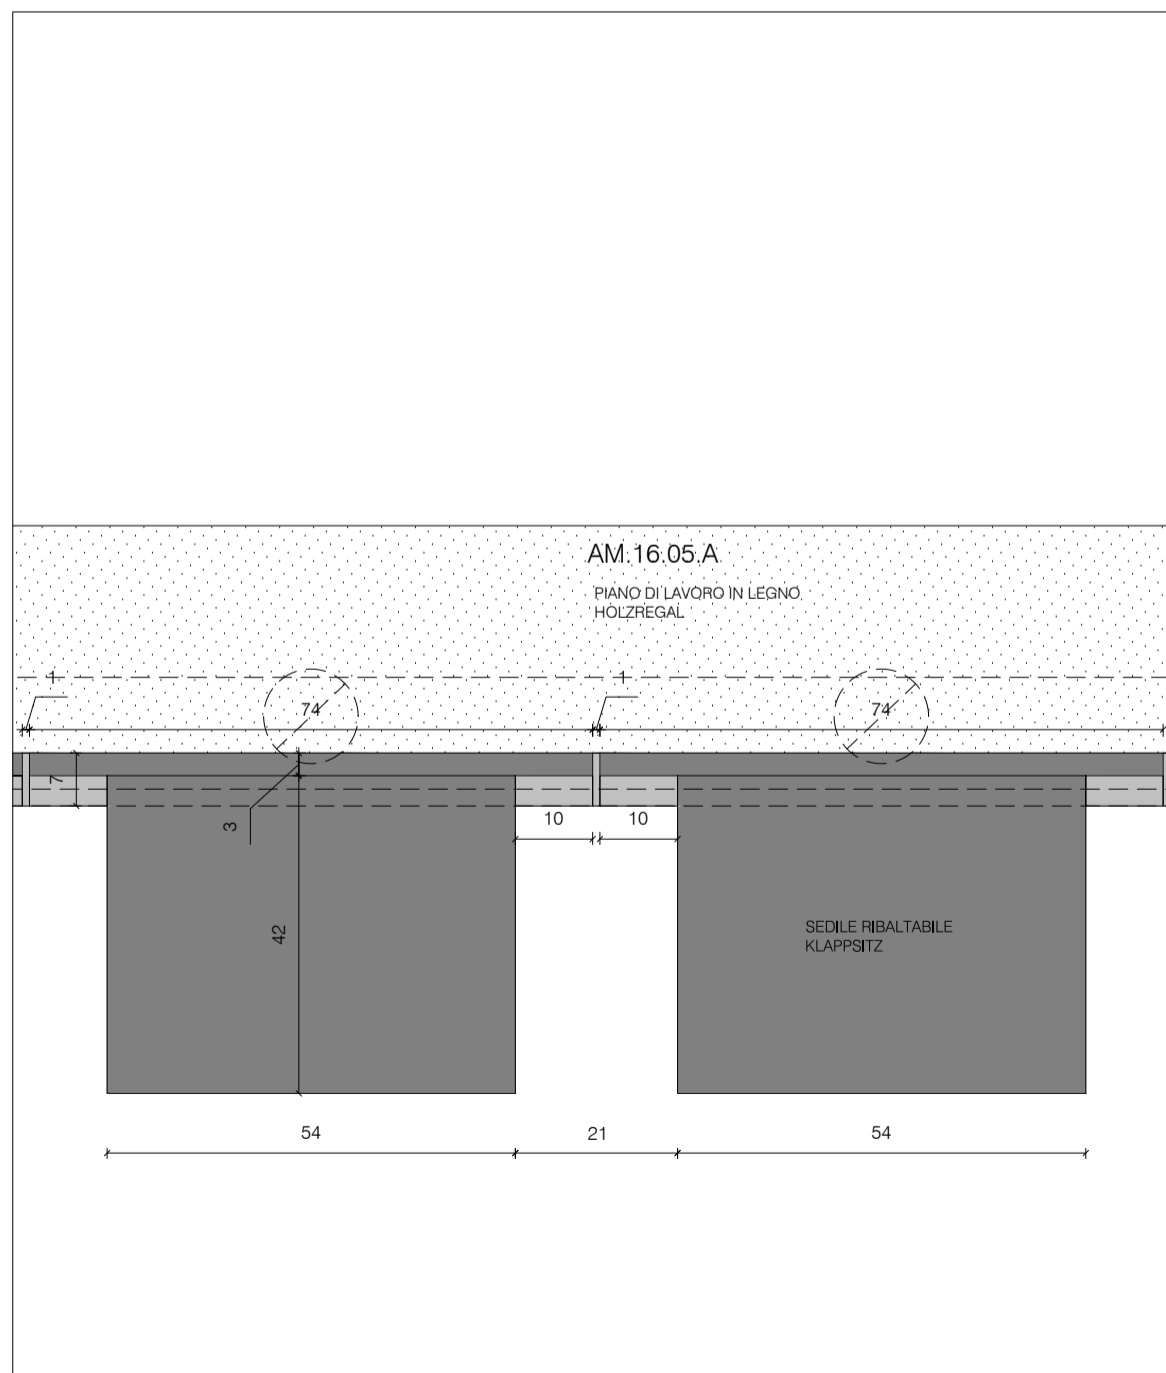 AM.16.05.A
PIANO DI LAVORO IN LEGNO
HOLZREGAL
1
1
74
74
7
3
10
10
42
SEDILE RIBALTABILE
KLAPPSITZ
54
21
54